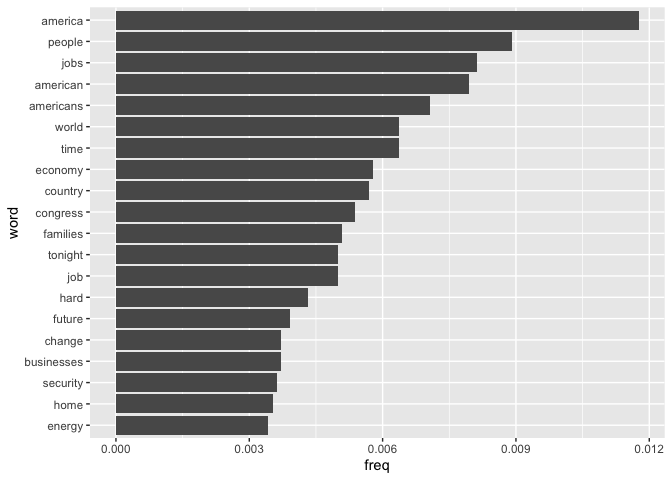 america
people
jobs
american
americans
world
time
economy
country
congress
families
tonight
job
hard
future
change
businesses
security
home
energy
word
0.000 0.003 0.006 0.009 0.012
freq